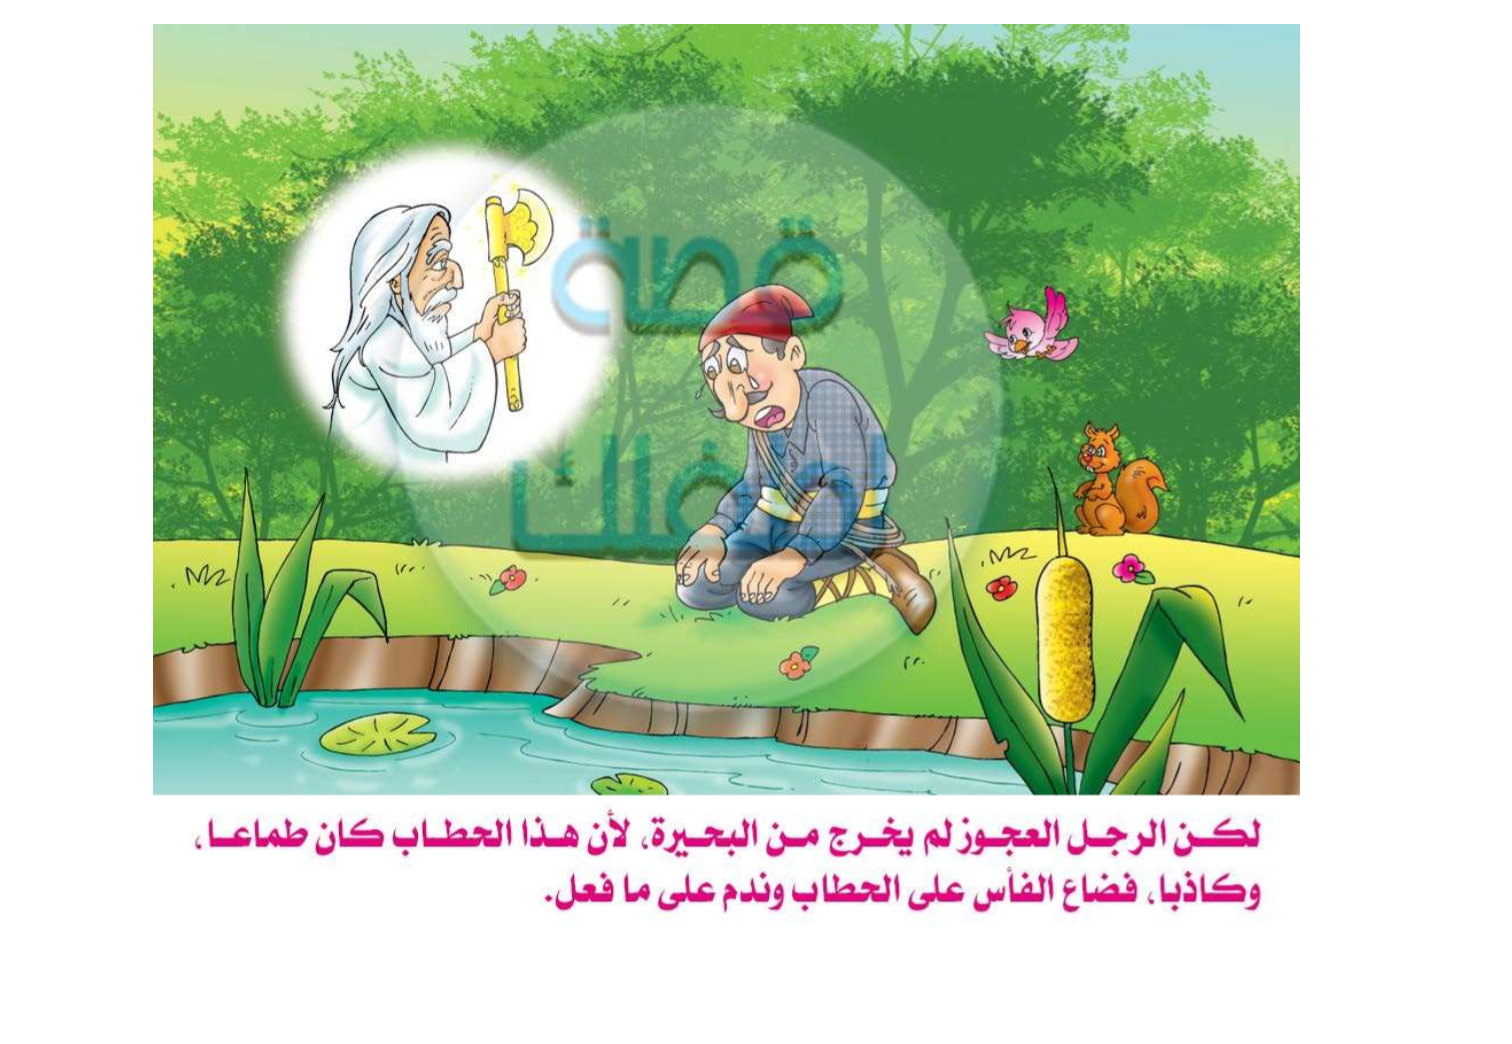 قصة
لطفلك
لكن الرجل العجوز لم يخرج من البحيرة، لأن هذا الحطاب كان طماعا،
وكاذبا، فضاع الفأس على الحطاب وندم على ما فعل.